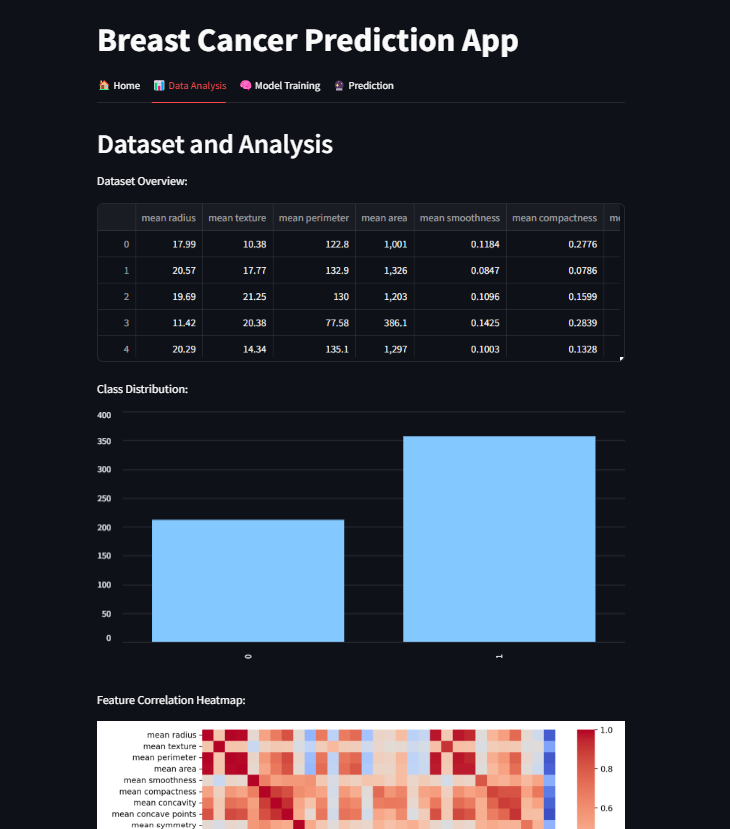 Breast Cancer Prediction App
🏠 Home 📊 Data Analysis 🧠 Model Training 🔮 Prediction
Dataset and Analysis
Dataset Overview:
mean radius mean texture mean perimeter mean area mean smoothness mean compactness
0 17.99 10.38 122.8 1,001 0.1184 0.2776
1 20.57 17.77 132.9 1,326 0.0847 0.0786
2 19.69 21.25 130 1,203 0.1096 0.1599
3 11.42 20.38 77.58 386.1 0.1425 0.2839
4 20.29 14.34 135.1 1,297 0.1003 0.1328
Class Distribution:
400
350
300
250
200
150
100
50
0
0 1
Feature Correlation Heatmap:
mean radius
mean texture
mean perimeter
mean area
mean smoothness
mean compactness
mean concavity
mean concave points
mean symmetry
1.0
0.8
0.6